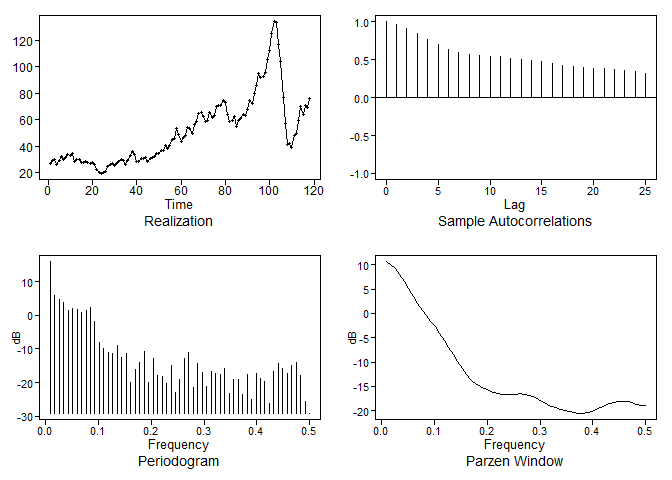 120
100
80
60
40
20
0 20 40 60 80 100 120
Time
Realization
1.0
0.5
0.0
-0.5
-1.0
0 5 10 15 20 25
Lag
Sample Autocorrelations
dB
10
0
-10
-20
-30
0.0 0.1 0.2 0.3 0.4 0.5
Frequency
Periodogram
dB
10
5
0
-5
-10
-15
-20
0.0 0.1 0.2 0.3 0.4 0.5
Frequency
Parzen Window